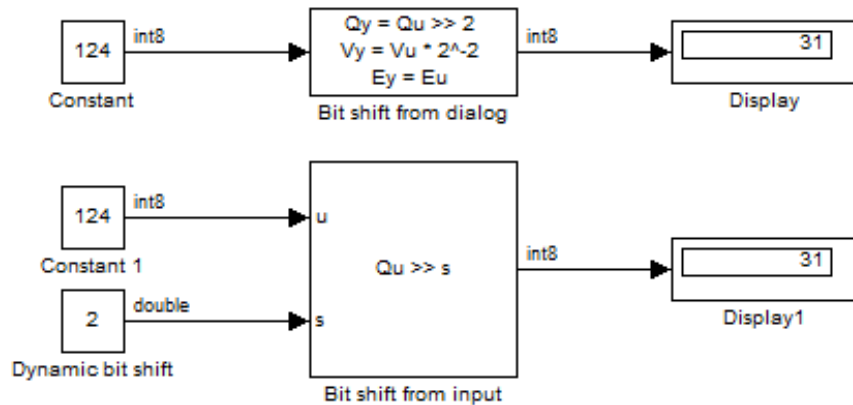 124
int8
Qy = Qu >> 2
Vy = Vu * 2^-2
Ey = Eu
int8
31
Constant
Bit shift from dialog
Display
124
int8
u
Qu >> s
int8
31
Constant 1
2
double
s
Display1
Dynamic bit shift
Bit shift from input